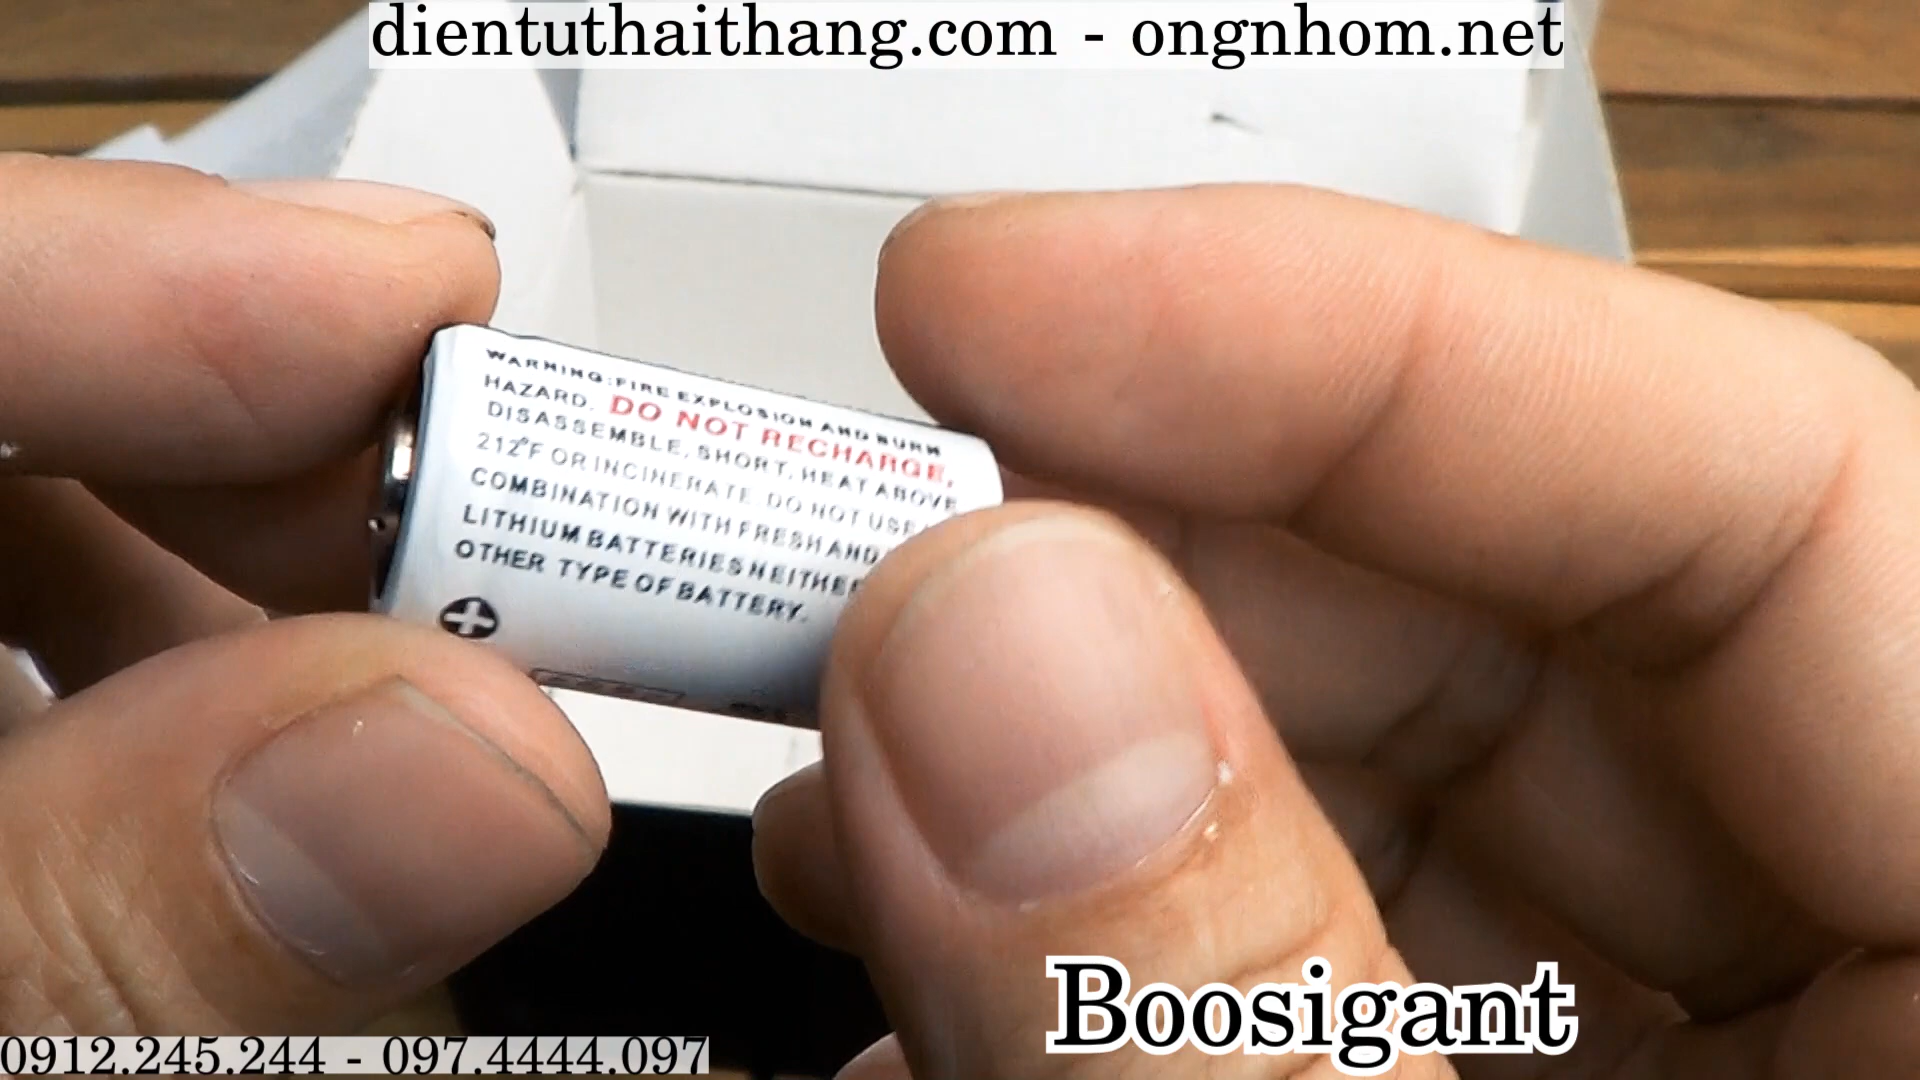 dientuthaithang.com - ongnhom.net
WARNING:FIRE EXPLOSION AND BURN
HAZARD. DO NOT RECHARGE,
DISASSEMBLE, SHORT, HEAT ABOVE
212°F OR INCINERATE. DO NOT USE
COMBINATION WITH FRESH AND
LITHIUM BATTERIES NEITHER
OTHER TYPE OF BATTERY.
Boosigant
0912.245.244 - 097.4444.097